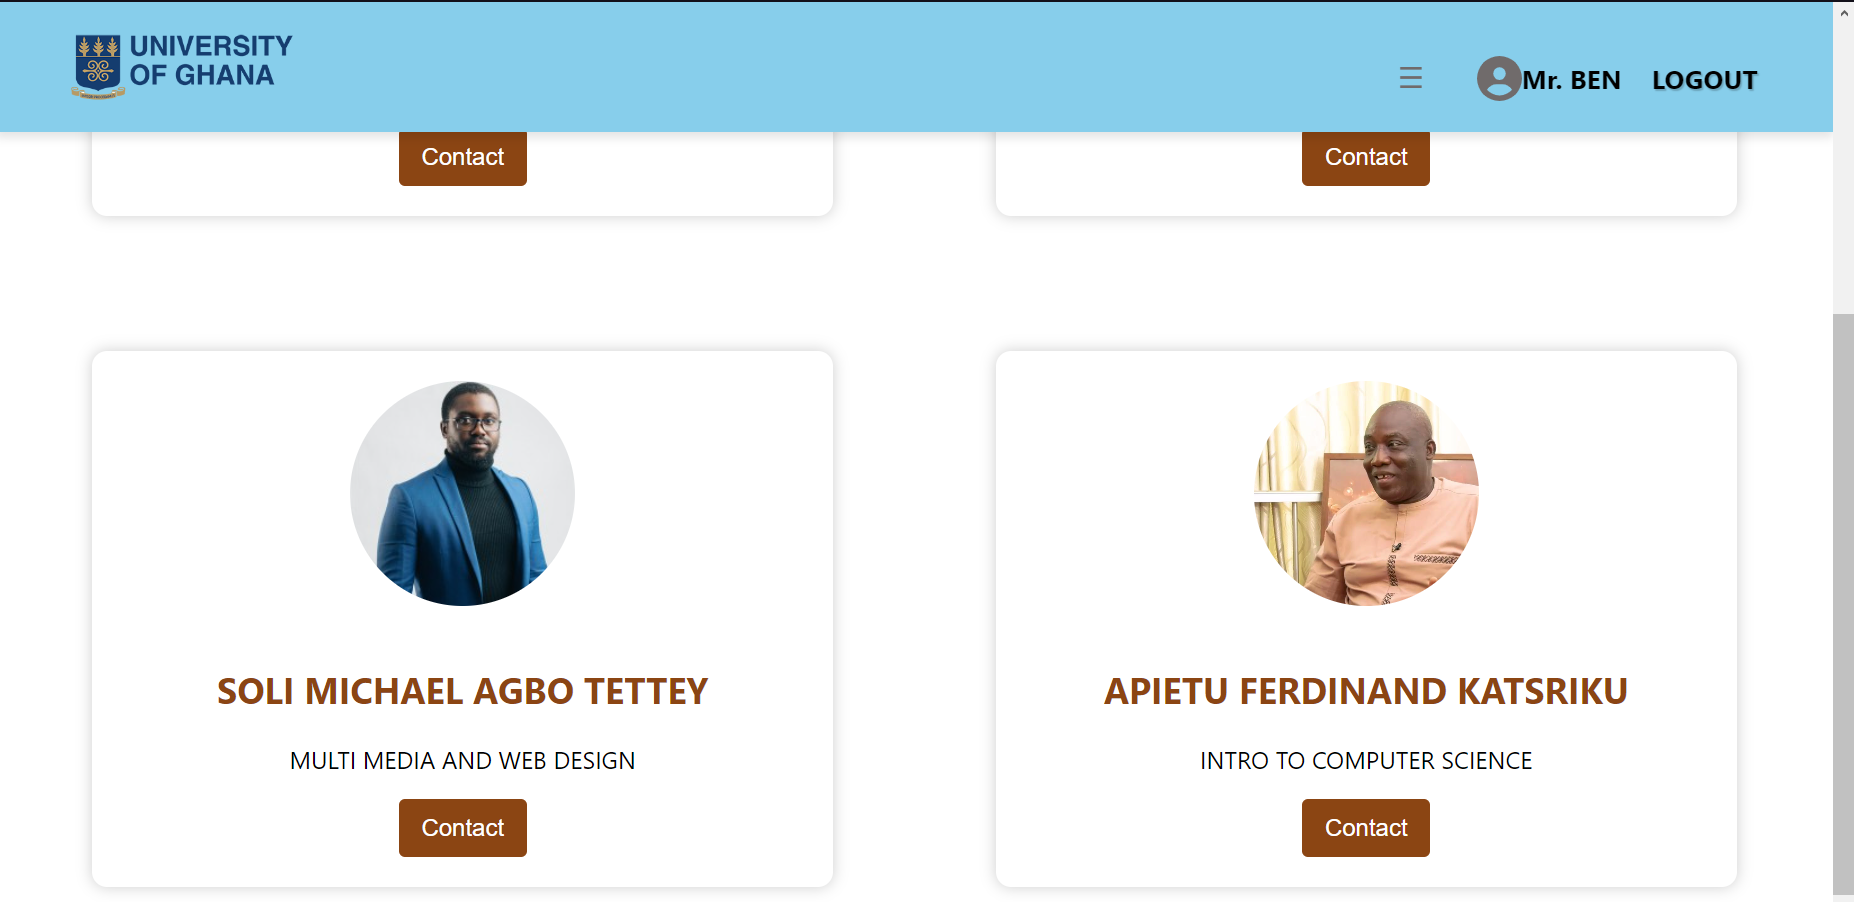 UNIVERSITY
OF GHANA
☰ Mr. BEN LOGOUT
Contact Contact
SOLI MICHAEL AGBO TETTEY
MULTI MEDIA AND WEB DESIGN
Contact
APIETU FERDINAND KATSRIKU
INTRO TO COMPUTER SCIENCE
Contact